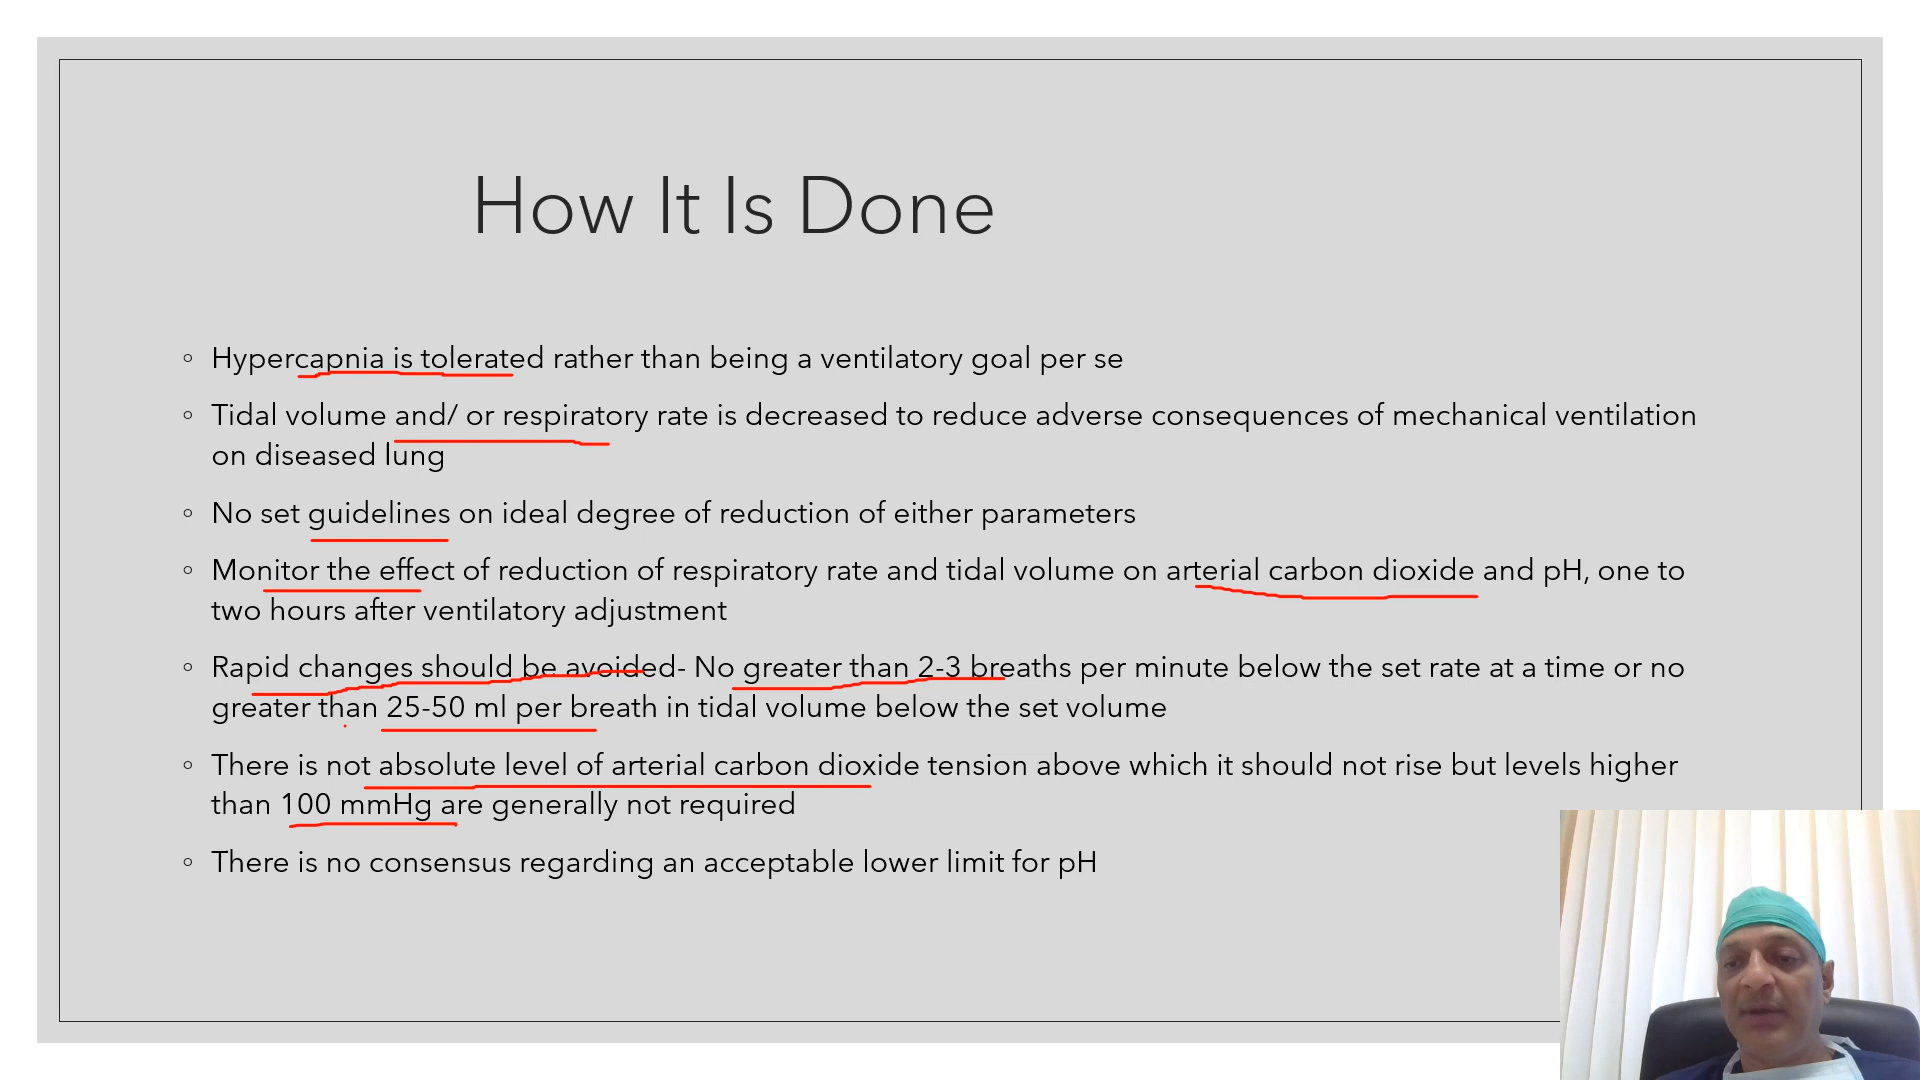 How It Is Done
◦ Hypercapnia is tolerated rather than being a ventilatory goal per se
◦ Tidal volume and/ or respiratory rate is decreased to reduce adverse consequences of mechanical ventilation
on diseased lung
◦ No set guidelines on ideal degree of reduction of either parameters
◦ Monitor the effect of reduction of respiratory rate and tidal volume on arterial carbon dioxide and pH, one to
two hours after ventilatory adjustment
◦ Rapid changes should be avoided- No greater than 2-3 breaths per minute below the set rate at a time or no
greater than 25-50 ml per breath in tidal volume below the set volume
◦ There is not absolute level of arterial carbon dioxide tension above which it should not rise but levels higher
than 100 mmHg are generally not required
◦ There is no consensus regarding an acceptable lower limit for pH